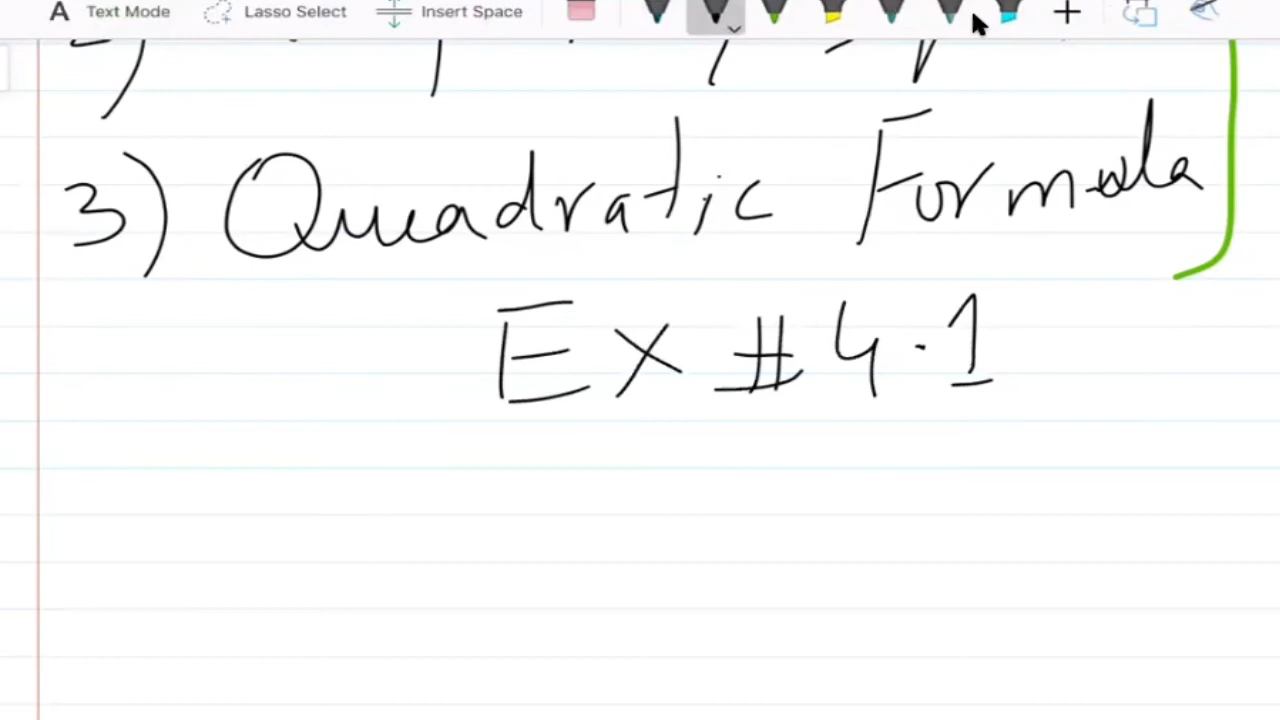 A Text Mode Lasso Select Insert Space
3) Quadratic Formula
EX # 4.1